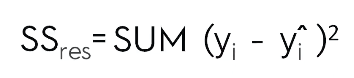 SSres= SUM (yi - yî )²